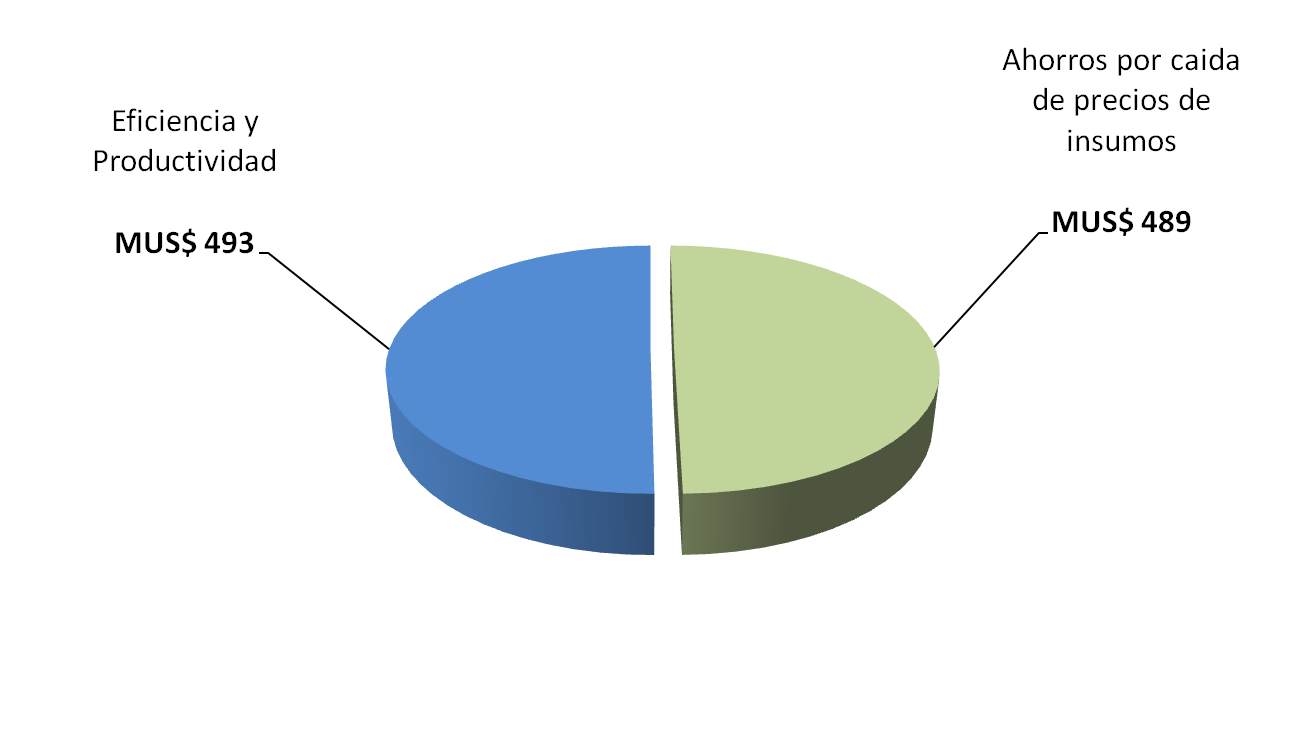 Eficiencia y
Productividad
MUS$ 493
Ahorros por caida
de precios de
insumos
MUS$ 489